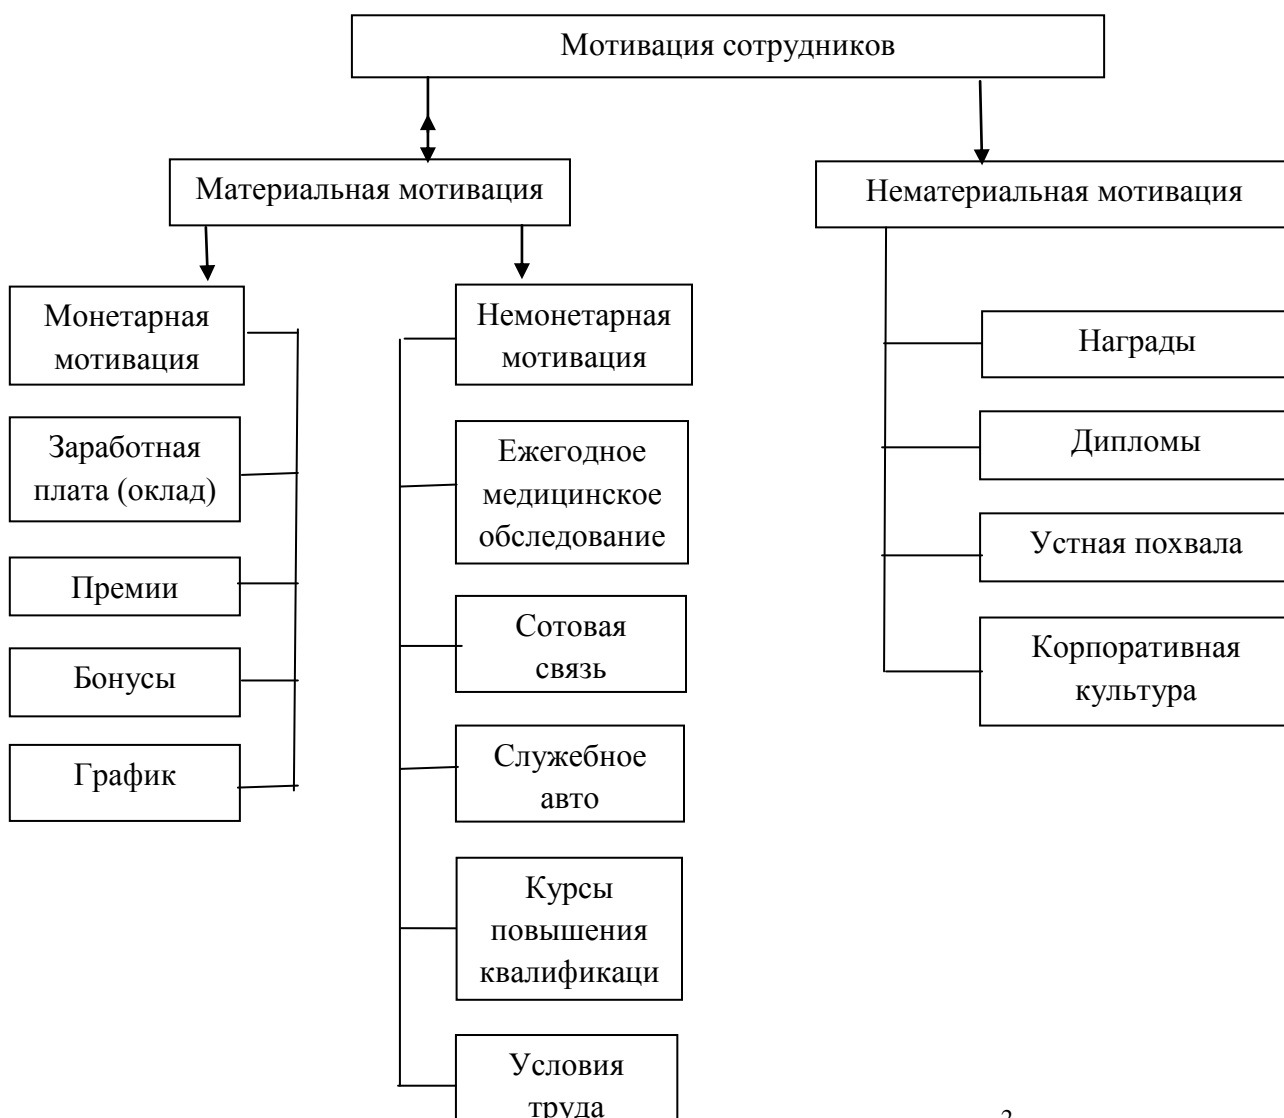 Мотивация сотрудников
Материальная мотивация
Нематериальная мотивация
Монетарная
мотивация
Заработная
плата (оклад)
Премии
Бонусы
График
Немонетарная
мотивация
Ежегодное
медицинское
обследование
Сотовая
связь
Служебное
авто
Курсы
повышения
квалификаци
Условия
труда
Награды
Дипломы
Устная похвала
Корпоративная
культура
2